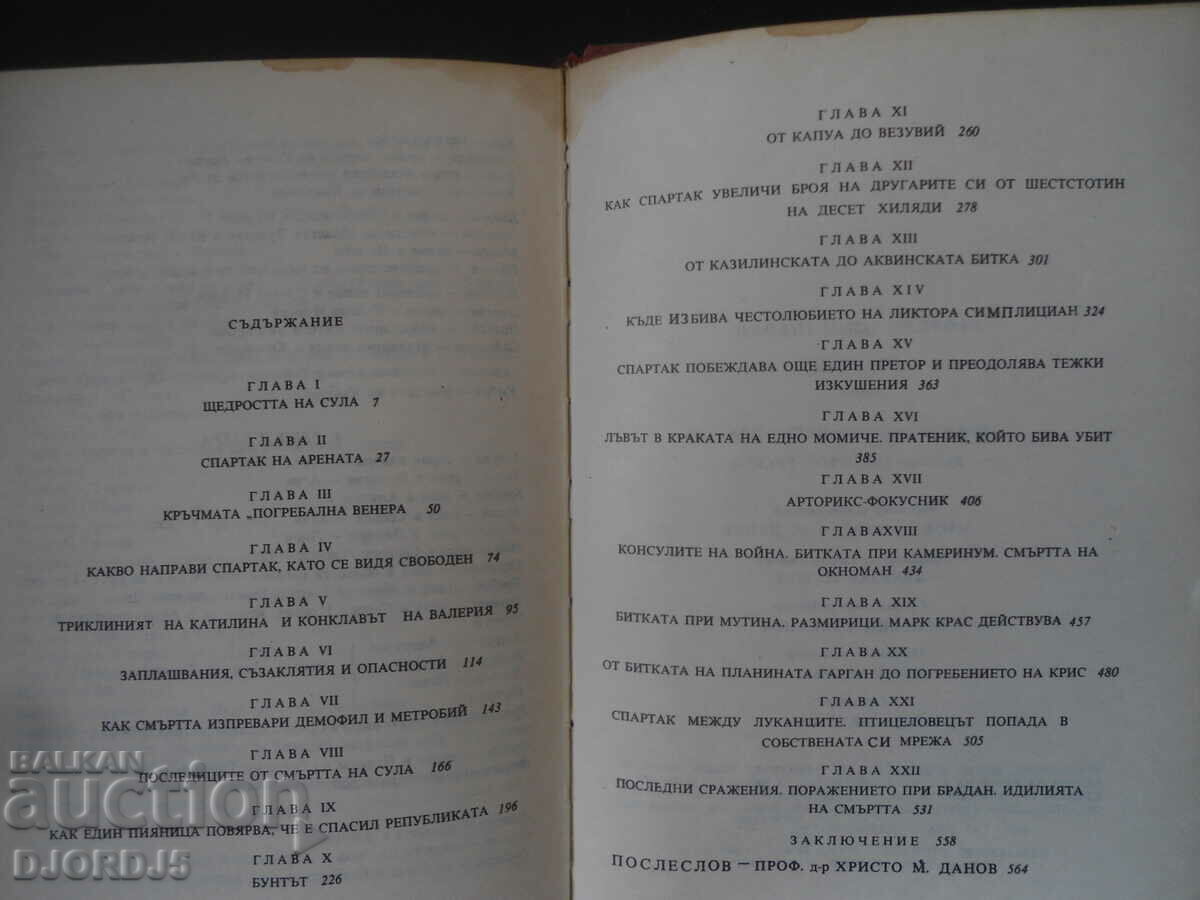 СЪДЪРЖАНИЕ
ГЛАВА I
ЩЕДРОСТТА НА СУЛА 7
ГЛАВА II
СПАРТАК НА АРЕНАТА 27
ГЛАВА III
КРЪЧМАТА „ПОГРЕБАЛНА ВЕНЕРА 50
ГЛАВА IV
КАКВО НАПРАВИ СПАРТАК, КАТО СЕ ВИДЯ СВОБОДЕН 74
ГЛАВА V
ТРИКЛИНИЯТ НА КАТИЛИНА И КОНКЛАВЪТ НА ВАЛЕРИЯ 95
ГЛАВА VI
ЗАПЛАШВАНИЯ, СЪЗАКЛЯТИЯ И ОПАСНОСТИ 114
ГЛАВА VII
КАК СМЪРТТА ИЗПРЕВАРИ ДЕМОФИЛ И МЕТРОБИЙ 143
ГЛАВА VIII
ПОСЛЕДИЦИТЕ ОТ СМЪРТТА НА СУЛА 166
ГЛАВА IX
КАК ЕДИН ПИЯНИЦА ПОВЯРВА, ЧЕ Е СПАСИЛ РЕПУБЛИКАТА 196
ГЛАВА X
БУНТЪТ 226
ГЛАВА XI
ОТ КАПУА ДО ВЕЗУВИЙ 260
ГЛАВА XII
КАК СПАРТАК УВЕЛИЧИ БРОЯ НА ДРУГАРИТЕ СИ ОТ ШЕСТСТОТИН
НА ДЕСЕТ ХИЛЯДИ 278
ГЛАВА XIII
ОТ КАЗИЛИНСКАТА ДО АКВИНСКАТА БИТКА 301
ГЛАВА XIV
КЪДЕ ИЗБИВА ЧЕСТОЛЮБИЕТО НА ЛИКТОРА СИМПЛИЦИАН 324
ГЛАВА XV
СПАРТАК ПОБЕЖДАВА ОЩЕ ЕДИН ПРЕТОР И ПРЕОДОЛЯВА ТЕЖКИ
ИЗКУШЕНИЯ 363
ГЛАВА XVI
ЛЪВЪТ В КРАКАТА НА ЕДНО МОМИЧЕ. ПРАТЕНИК, КОЙТО БИВА УБИТ
385
ГЛАВА XVII
АРТОРИКС-ФОКУСНИК 406
ГЛАВАXVIII
КОНСУЛИТЕ НА ВОЙНА. БИТКАТА ПРИ КАМЕРИНУМ. СМЪРТТА НА
ОКНОМАН 434
ГЛАВА XIX
БИТКАТА ПРИ МУТИНА. РАЗМИРИЦИ. МАРК КРАС ДЕЙСТВУВА 457
ГЛАВА XX
ОТ БИТКАТА НА ПЛАНИНАТА ГАРГАН ДО ПОГРЕБЕНИЕТО НА КРИС 480
ГЛАВА XXI
СПАРТАК МЕЖДУ ЛУКАНЦИТЕ. ПТИЦЕЛОВЕЦЪТ ПОПАДА В
СОБСТВЕНАТА СИ МРЕЖА 505
ГЛАВА XXII
ПОСЛЕДНИ СРАЖЕНИЯ. ПОРАЖЕНИЕТО ПРИ БРАДАН. ИДИЛИЯТА
НА СМЪРТТА 531
ЗАКЛЮЧЕНИЕ 558
ПОСЛЕСЛОВ — ПРОФ. д-р ХРИСТО М. ДАНОВ 564
BALKAN
auction
DJORDJ5